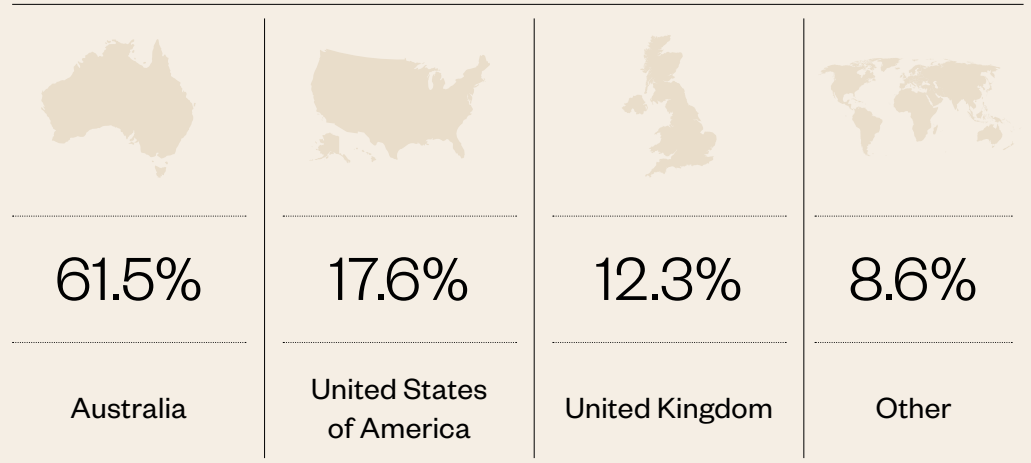 61.5%
17.6%
12.3%
8.6%
Australia
United States
of America
United Kingdom
Other